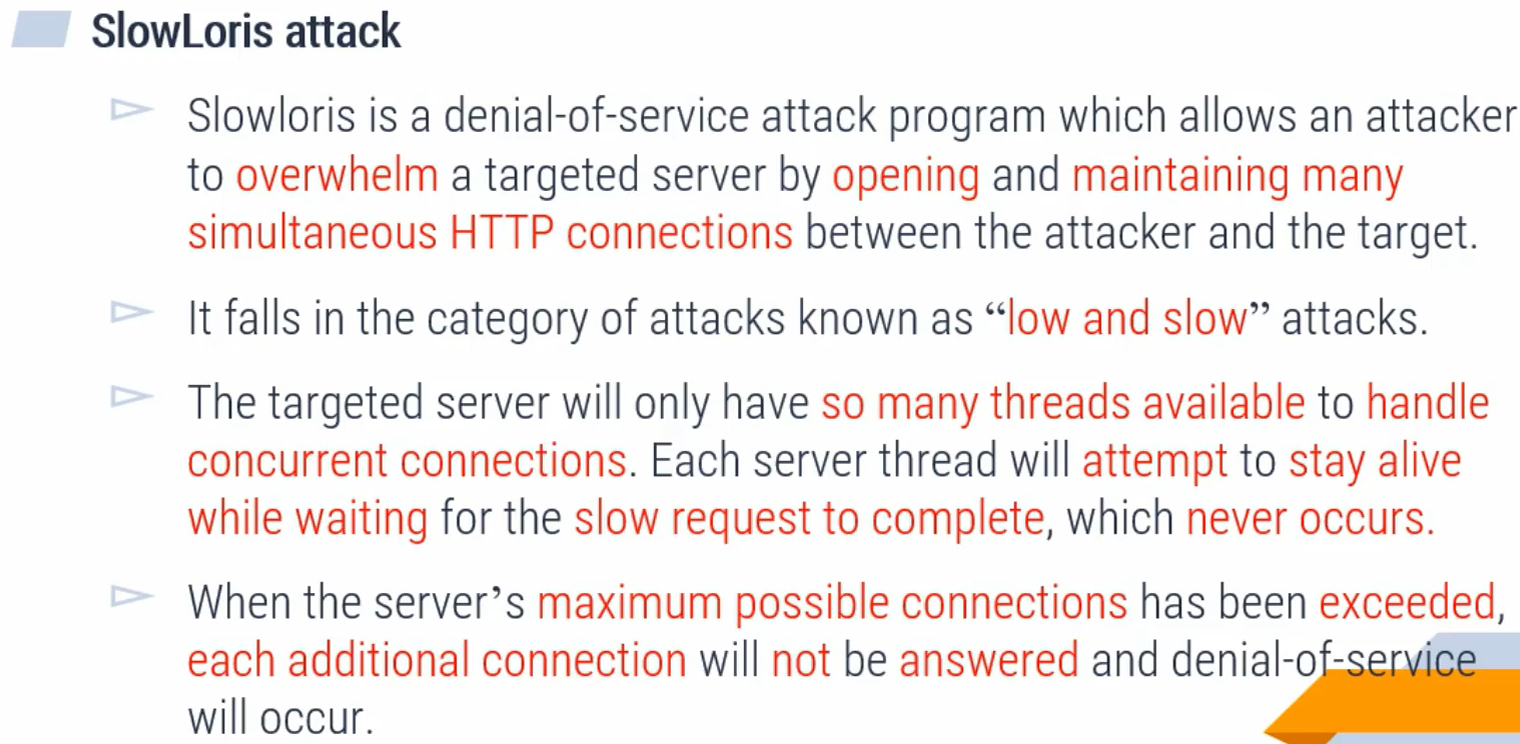 SlowLoris attack
Slowloris is a denial-of-service attack program which allows an attacker
to overwhelm a targeted server by opening and maintaining many
simultaneous HTTP connections between the attacker and the target.
It falls in the category of attacks known as “low and slow” attacks.
The targeted server will only have so many threads available to handle
concurrent connections. Each server thread will attempt to stay alive
while waiting for the slow request to complete, which never occurs.
When the server’s maximum possible connections has been exceeded,
each additional connection will not be answered and denial-of-service
will occur.